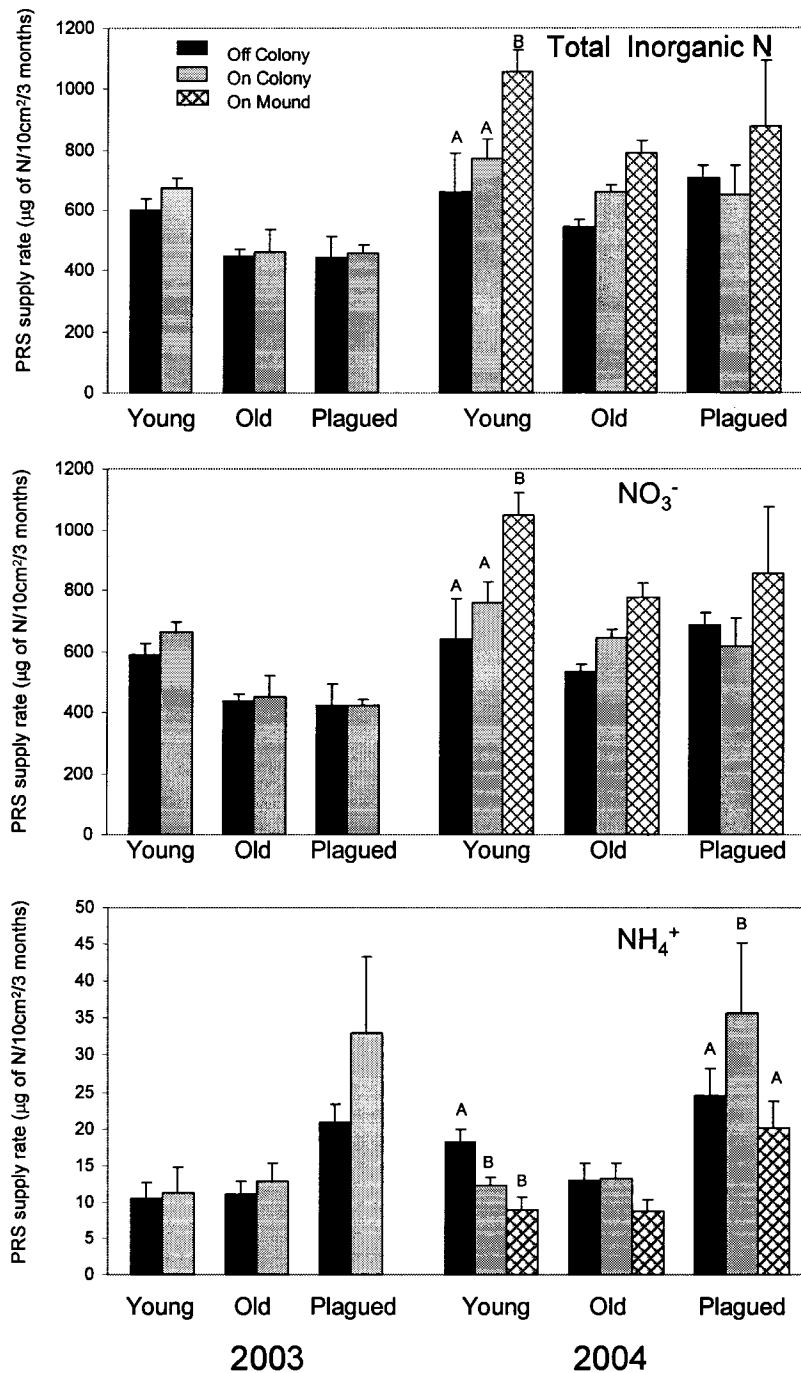 Total Inorganic N
Off Colony
On Colony
On Mound
PRS supply rate (µg of N/10cm²/3 months)
1200
1000
800
600
400
200
0
A
A
B
Young
Old
Plagued
Young
Old
Plagued
NO₃⁻
PRS supply rate (µg of N/10cm²/3 months)
1200
1000
800
600
400
200
0
A
A
B
Young
Old
Plagued
Young
Old
Plagued
NH₄⁺
PRS supply rate (µg of N/10cm²/3 months)
50
45
40
35
30
25
20
15
10
5
0
A
B
B
A
B
A
Young
Old
Plagued
Young
Old
Plagued
2003
2004